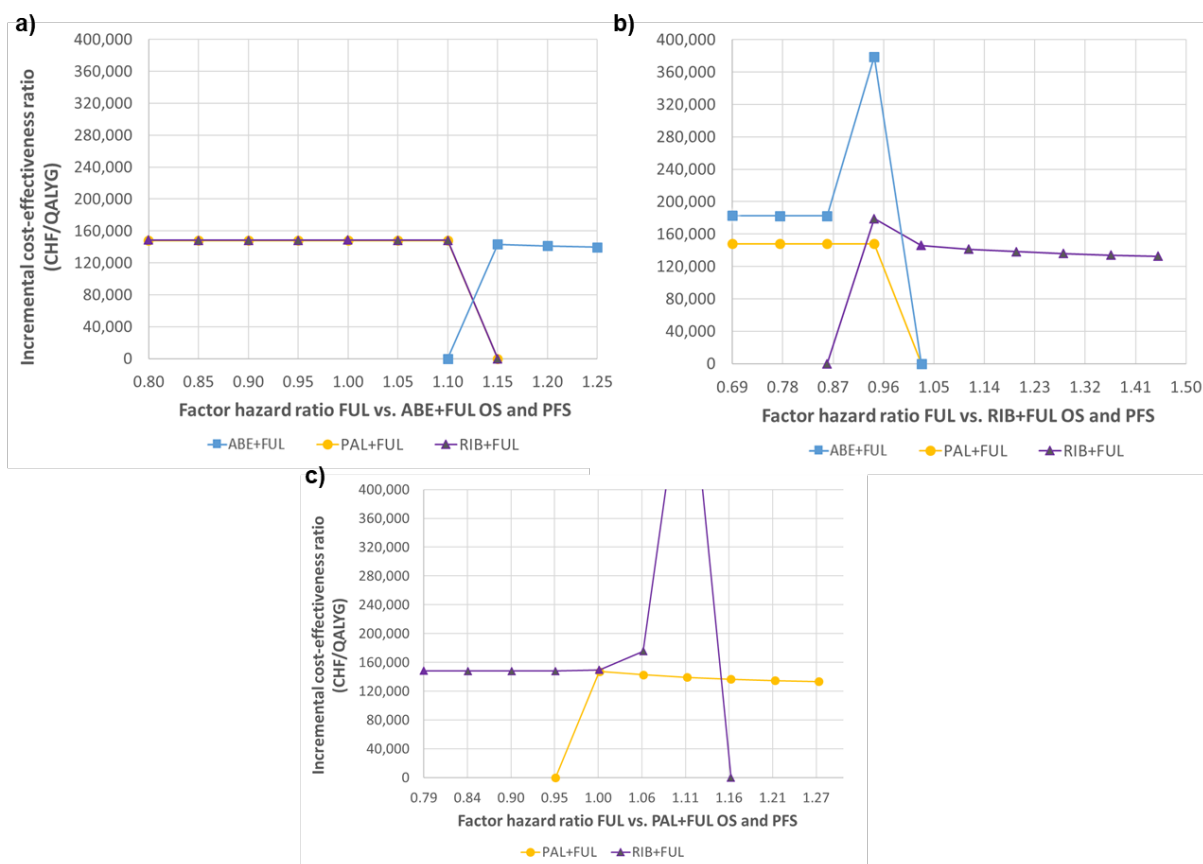 a)
Incremental cost-effectiveness ratio
(CHF/QALYG)
400,000
360,000
320,000
280,000
240,000
200,000
160,000
120,000
80,000
40,000
0
0.80 0.85 0.90 0.95 1.00 1.05 1.10 1.15 1.20 1.25
Factor hazard ratio FUL vs. ABE+FUL OS and PFS
ABE+FUL PAL+FUL RIB+FUL
b)
400,000
360,000
320,000
280,000
240,000
200,000
160,000
120,000
80,000
40,000
0
0.69 0.78 0.87 0.96 1.05 1.14 1.23 1.32 1.41 1.50
Factor hazard ratio FUL vs. RIB+FUL OS and PFS
ABE+FUL PAL+FUL RIB+FUL
c)
Incremental cost-effectiveness ratio
(CHF/QALYG)
400,000
360,000
320,000
280,000
240,000
200,000
160,000
120,000
80,000
40,000
0
0.79 0.84 0.90 0.95 1.00 1.06 1.11 1.16 1.21 1.27
Factor hazard ratio FUL vs. PAL+FUL OS and PFS
PAL+FUL RIB+FUL